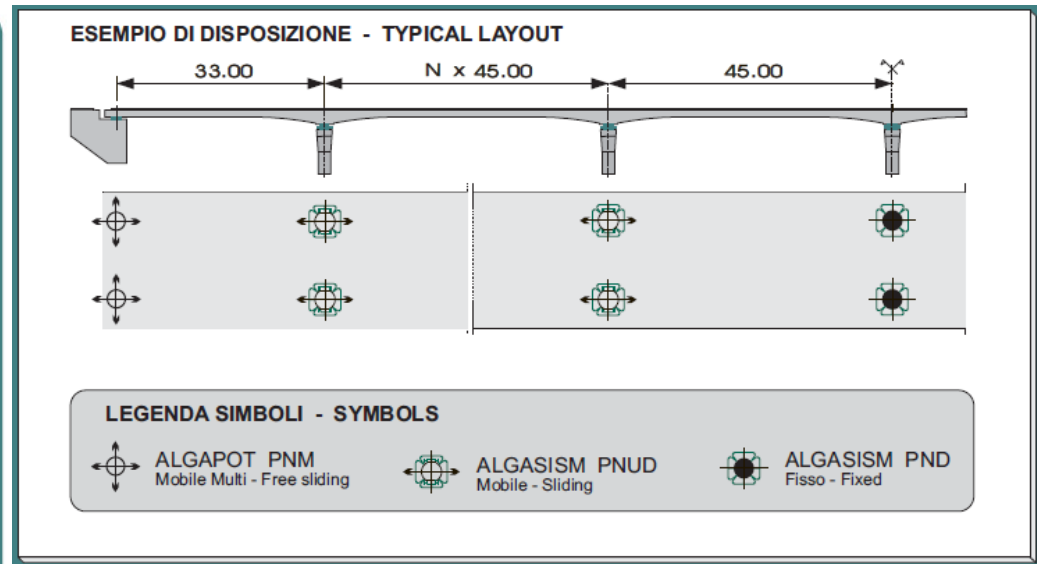 ESEMPIO DI DISPOSIZIONE - TYPICAL LAYOUT
33.00 N x 45.00 45.00
LEGENDA SIMBOLI - SYMBOLS
ALGAPOT PNM
Mobile Multi - Free sliding
ALGASISM PNUD
Mobile - Sliding
ALGASISM PND
Fisso - Fixed